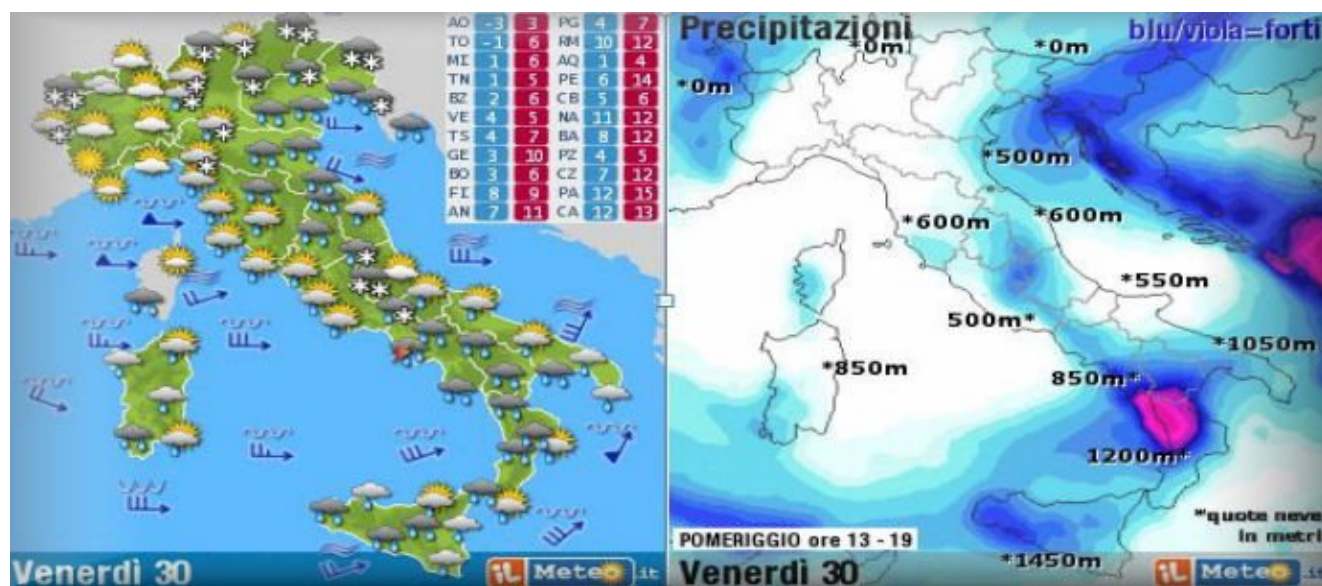 AO -3 3 PG 4 7
TO -1 6 RM 10 12
MI 1 6 AQ 1 4
TN 1 5 PE 6 14
BZ 2 6 CB 5 6
VE 4 5 NA 11 12
TS 4 7 BA 8 12
GE 3 10 PZ 4 5
BO 3 6 CZ 7 12
FI 8 9 PA 12 15
AN 7 11 CA 12 13
Venerdì 30
iL Meteo.it
Precipitazioni
blu/viola=forti
*0m
*0m
*0m
*500m
*600m
*600m
*550m
500m*
*1050m
*850m
850m*
1200m*
*quote neve
in metri
POMERIGGIO ore 13 - 19
*1450m
Venerdì 30
iL Meteo.it